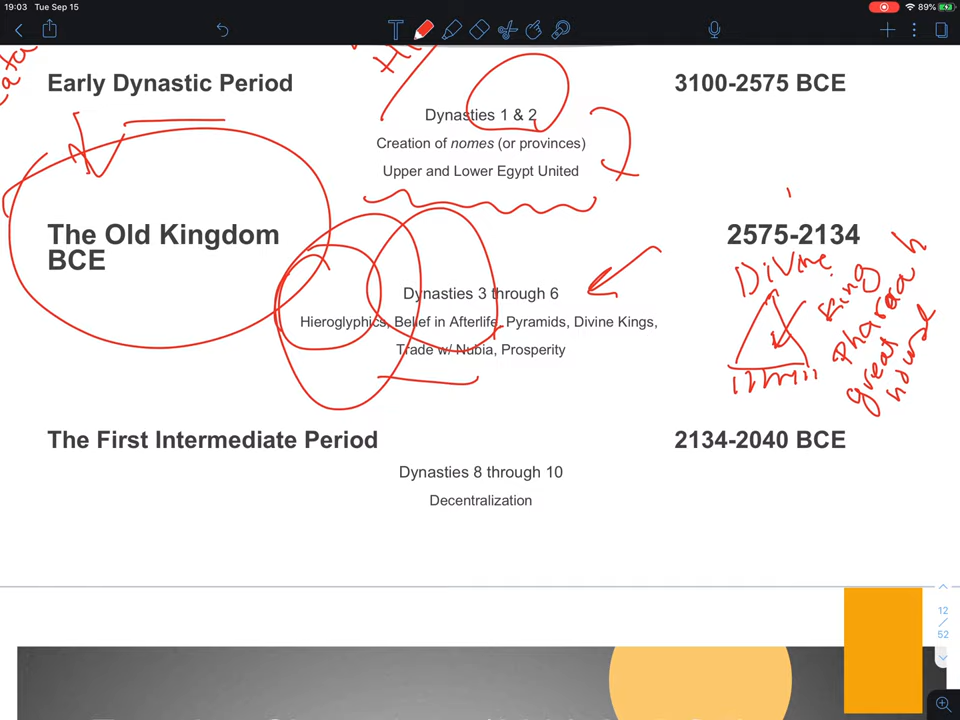 19:03 Tue Sep 15
89%
Early Dynastic Period
3100-2575 BCE
Dynasties 1 & 2
Creation of nomes (or provinces)
Upper and Lower Egypt United
The Old Kingdom
BCE
2575-2134
Dynasties 3 through 6
Hieroglyphics, Belief in Afterlife, Pyramids, Divine Kings,
Trade w/ Nubia, Prosperity
Divine
King
Pharaah
great
house
The First Intermediate Period
2134-2040 BCE
Dynasties 8 through 10
Decentralization
12
/
52